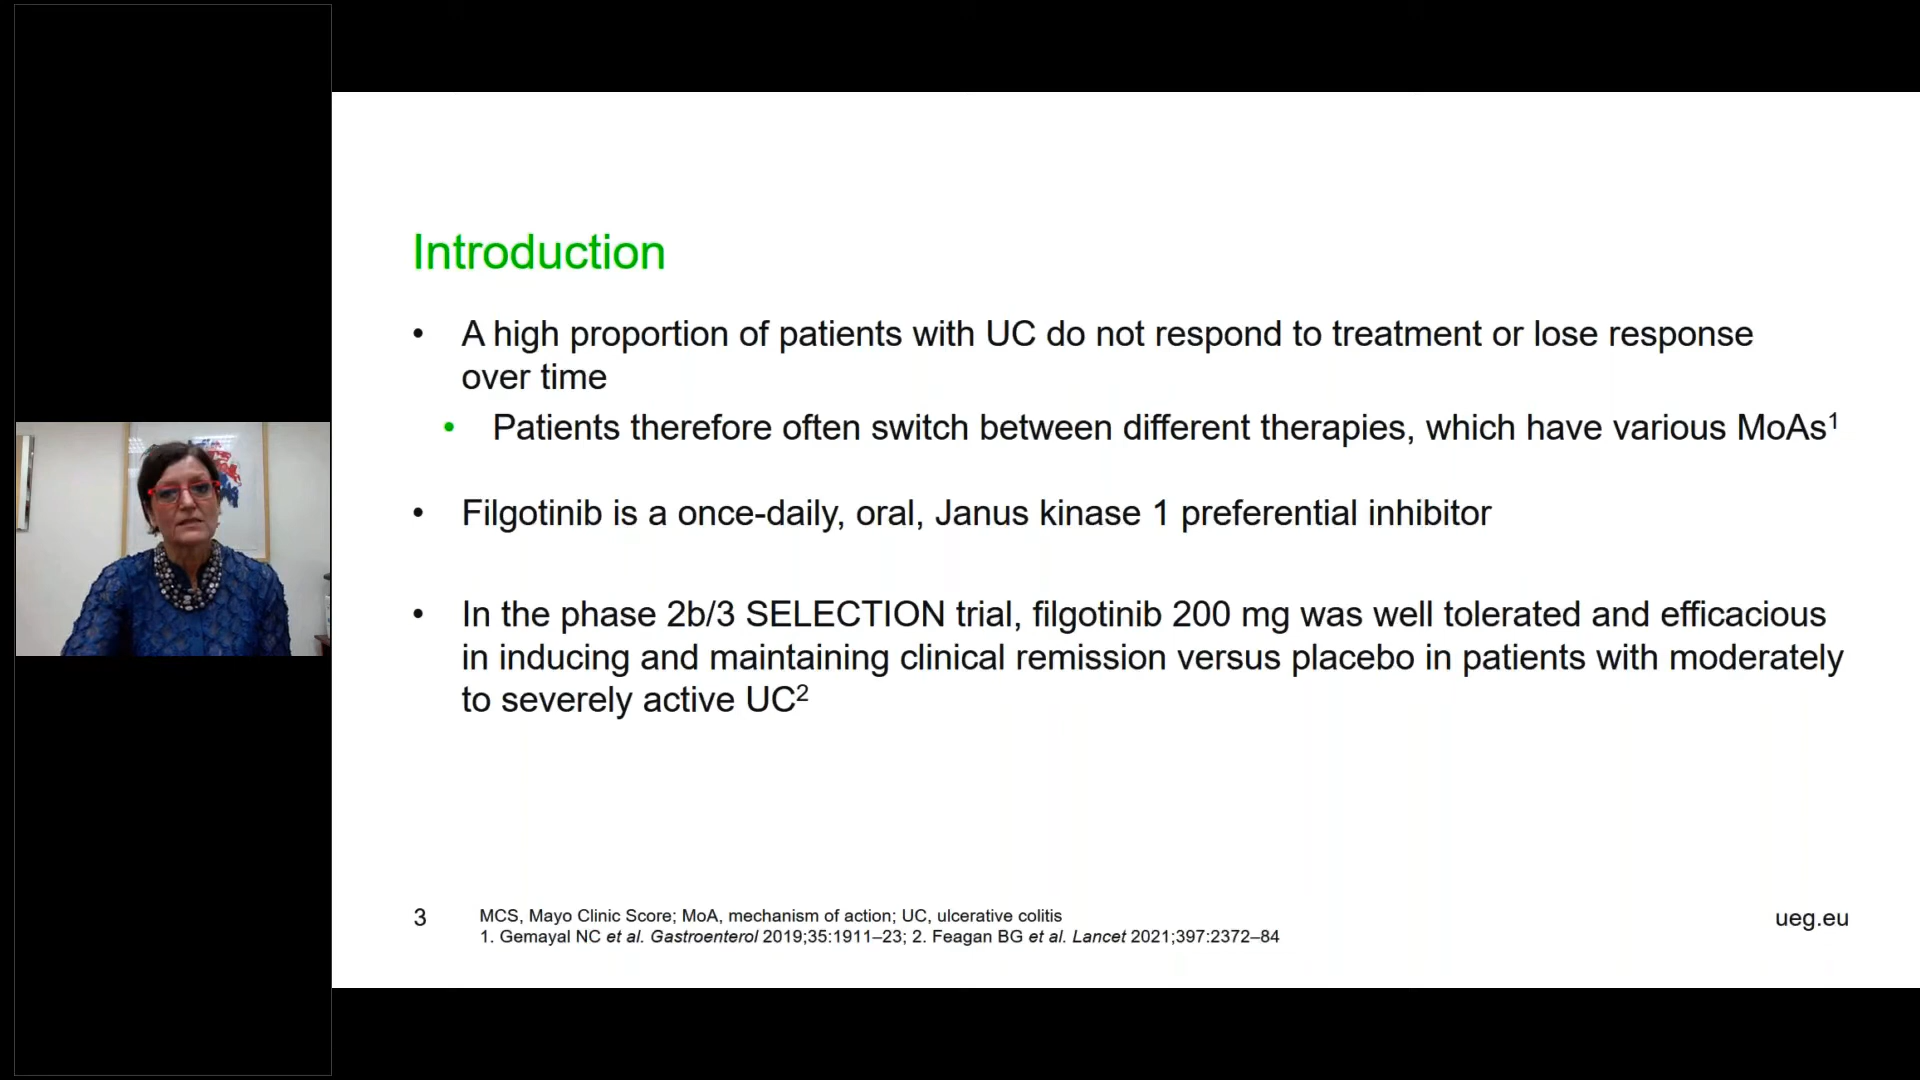 Introduction
• A high proportion of patients with UC do not respond to treatment or lose response
over time
• Patients therefore often switch between different therapies, which have various MoAs¹
• Filgotinib is a once-daily, oral, Janus kinase 1 preferential inhibitor
• In the phase 2b/3 SELECTION trial, filgotinib 200 mg was well tolerated and efficacious
in inducing and maintaining clinical remission versus placebo in patients with moderately
to severely active UC²
3
MCS, Mayo Clinic Score; MoA, mechanism of action; UC, ulcerative colitis
1. Gemayal NC et al. Gastroenterol 2019;35:1911–23; 2. Feagan BG et al. Lancet 2021;397:2372–84
ueg.eu